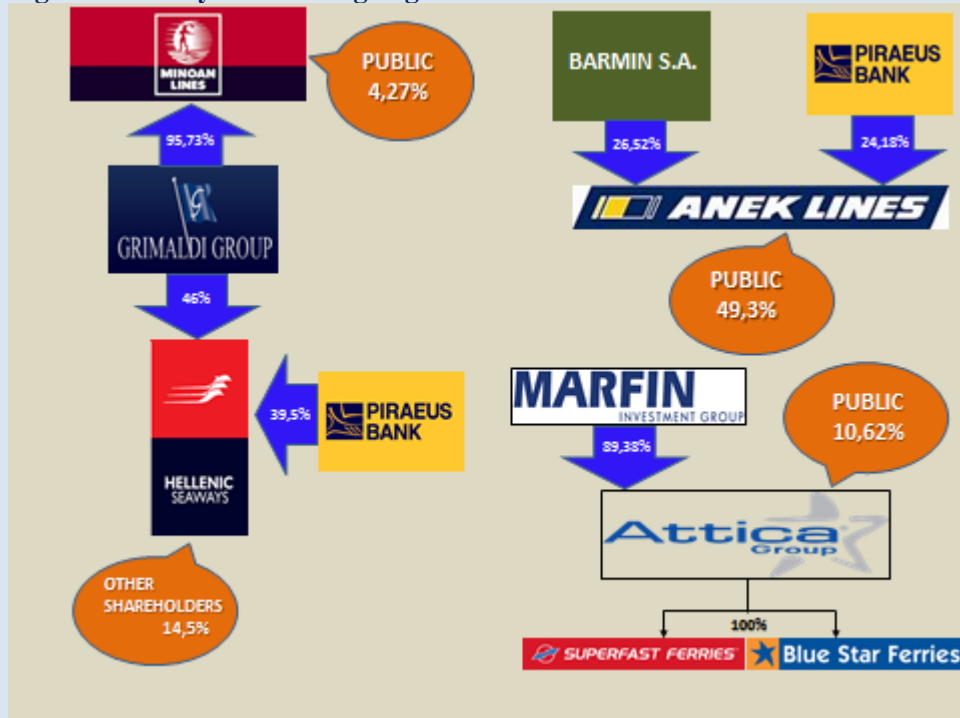 MINOAN
LINES
PUBLIC
4,27%
95,73%
GRIMALDI GROUP
46%
HELLENIC
SEAWAYS
39,5%
PIRAEUS
BANK
OTHER
SHAREHOLDERS
14,5%
BARMIN S.A.
PIRAEUS
BANK
26,52%
24,18%
ANEK LINES
PUBLIC
49,3%
MARFIN
INVESTMENT GROUP
PUBLIC
10,62%
89,38%
Attica
Group
100%
SUPERFAST FERRIES
Blue Star Ferries